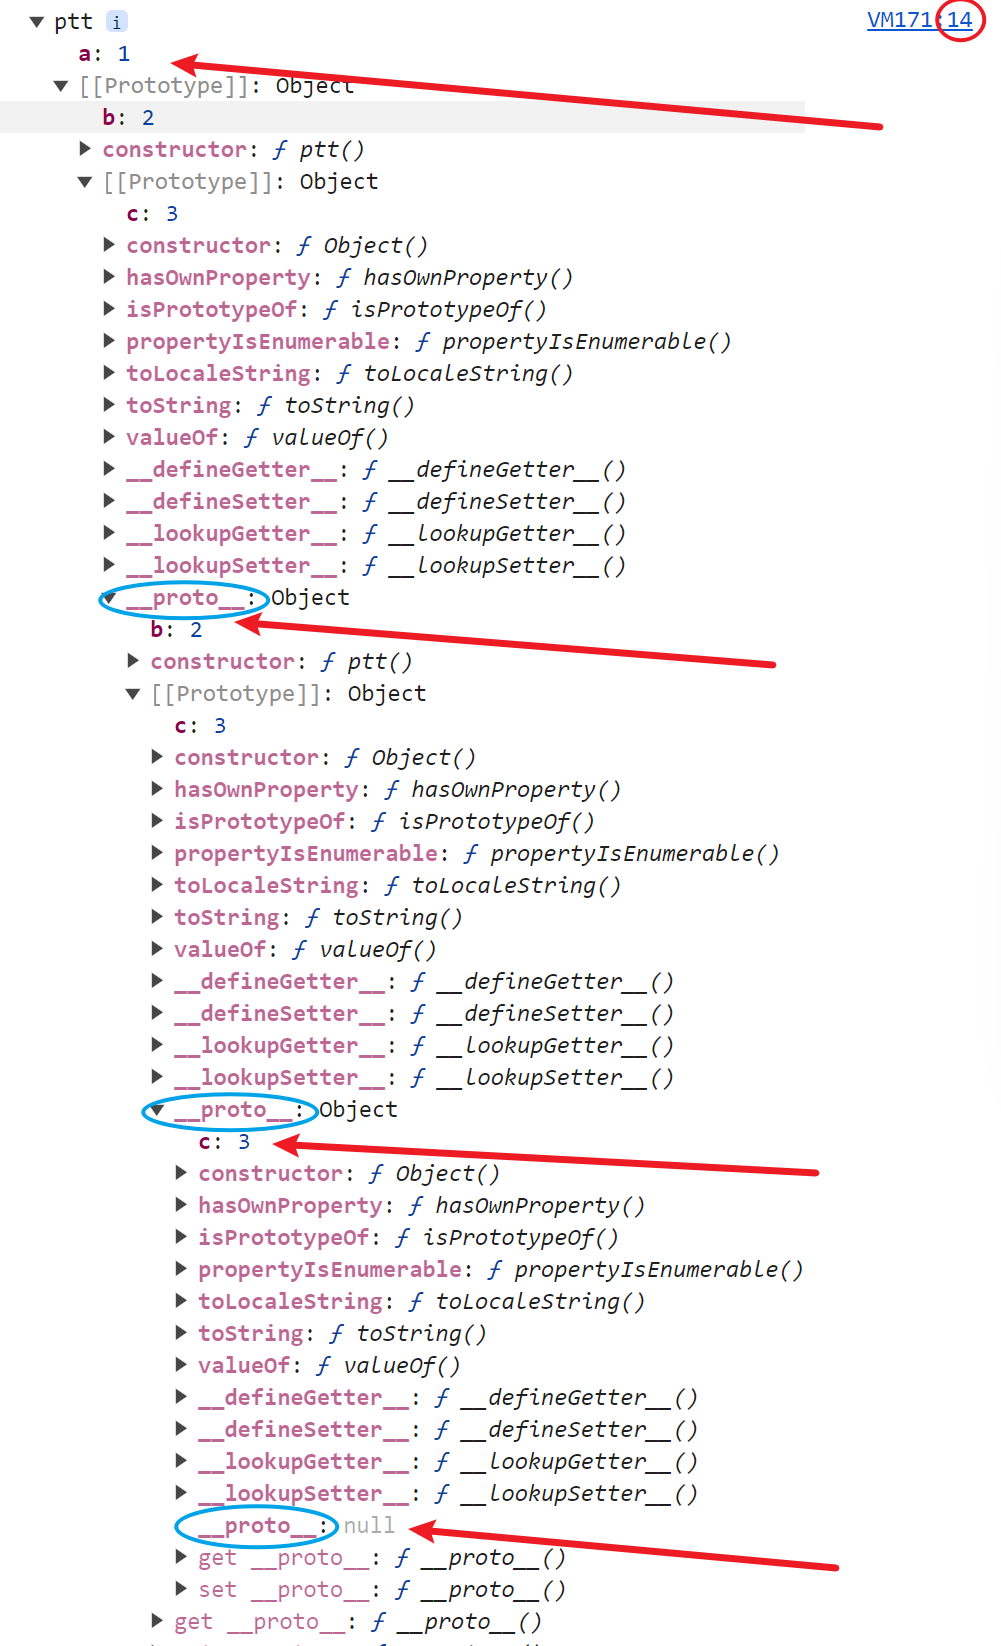 ▼ ptt i VM171:14
a: 1
▼ [[Prototype]]: Object
b: 2
▶ constructor: ƒ ptt()
▼ [[Prototype]]: Object
c: 3
▶ constructor: ƒ Object()
▶ hasOwnProperty: ƒ hasOwnProperty()
▶ isPrototypeOf: ƒ isPrototypeOf()
▶ propertyIsEnumerable: ƒ propertyIsEnumerable()
▶ toLocaleString: ƒ toLocaleString()
▶ toString: ƒ toString()
▶ valueOf: ƒ valueOf()
▶ __defineGetter__: ƒ __defineGetter__()
▶ __defineSetter__: ƒ __defineSetter__()
▶ __lookupGetter__: ƒ __lookupGetter__()
▶ __lookupSetter__: ƒ __lookupSetter__()
▼ __proto__: Object
b: 2
▶ constructor: ƒ ptt()
▼ [[Prototype]]: Object
c: 3
▶ constructor: ƒ Object()
▶ hasOwnProperty: ƒ hasOwnProperty()
▶ isPrototypeOf: ƒ isPrototypeOf()
▶ propertyIsEnumerable: ƒ propertyIsEnumerable()
▶ toLocaleString: ƒ toLocaleString()
▶ toString: ƒ toString()
▶ valueOf: ƒ valueOf()
▶ __defineGetter__: ƒ __defineGetter__()
▶ __defineSetter__: ƒ __defineSetter__()
▶ __lookupGetter__: ƒ __lookupGetter__()
▶ __lookupSetter__: ƒ __lookupSetter__()
▼ __proto__: Object
c: 3
▶ constructor: ƒ Object()
▶ hasOwnProperty: ƒ hasOwnProperty()
▶ isPrototypeOf: ƒ isPrototypeOf()
▶ propertyIsEnumerable: ƒ propertyIsEnumerable()
▶ toLocaleString: ƒ toLocaleString()
▶ toString: ƒ toString()
▶ valueOf: ƒ valueOf()
▶ __defineGetter__: ƒ __defineGetter__()
▶ __defineSetter__: ƒ __defineSetter__()
▶ __lookupGetter__: ƒ __lookupGetter__()
▶ __lookupSetter__: ƒ __lookupSetter__()
__proto__: null
▶ get __proto__: ƒ __proto__()
▶ set __proto__: ƒ __proto__()
▶ get __proto__: ƒ __proto__()